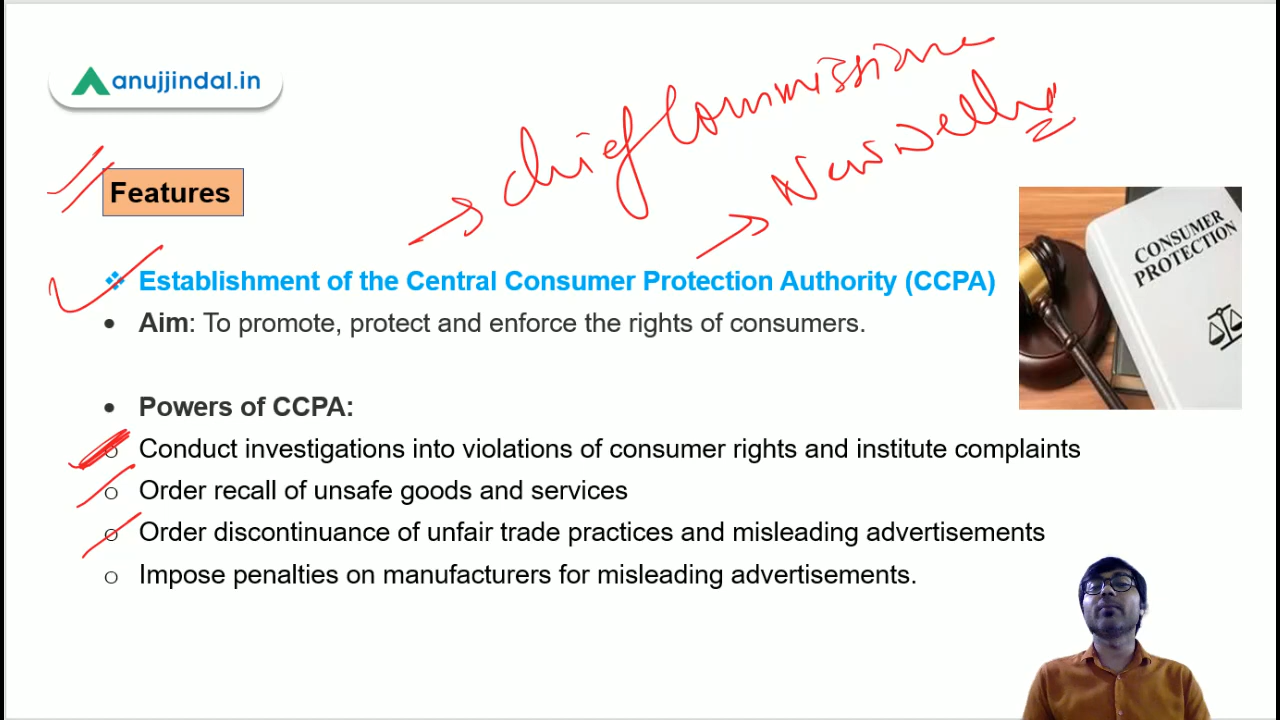 anujjindal.in
Chief Commissione
New Delhi
Features
CONSUMER
PROTECTION
❖ Establishment of the Central Consumer Protection Authority (CCPA)
• Aim: To promote, protect and enforce the rights of consumers.
• Powers of CCPA:
o Conduct investigations into violations of consumer rights and institute complaints
o Order recall of unsafe goods and services
o Order discontinuance of unfair trade practices and misleading advertisements
o Impose penalties on manufacturers for misleading advertisements.